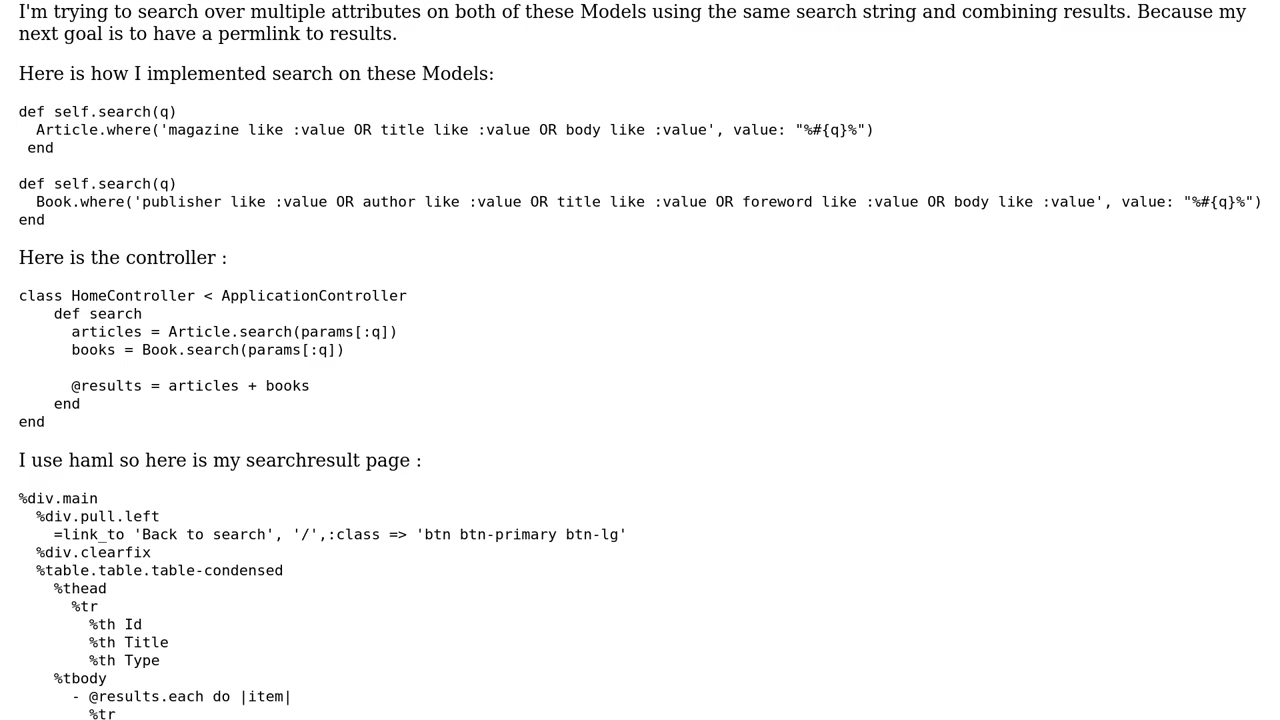 I'm trying to search over multiple attributes on both of these Models using the same search string and combining results. Because my
next goal is to have a permlink to results.
Here is how I implemented search on these Models:
def self.search(q)
  Article.where('magazine like :value OR title like :value OR body like :value', value: "%#{q}%")
 end
def self.search(q)
  Book.where('publisher like :value OR author like :value OR title like :value OR foreword like :value OR body like :value', value: "%#{q}%")
end
Here is the controller :
class HomeController < ApplicationController
    def search
      articles = Article.search(params[:q])
      books = Book.search(params[:q])
      @results = articles + books
    end
end
I use haml so here is my searchresult page :
%div.main
  %div.pull.left
    =link_to 'Back to search', '/',:class => 'btn btn-primary btn-lg'
  %div.clearfix
  %table.table.table-condensed
    %thead
      %tr
        %th Id
        %th Title
        %th Type
    %tbody
      - @results.each do |item|
        %tr